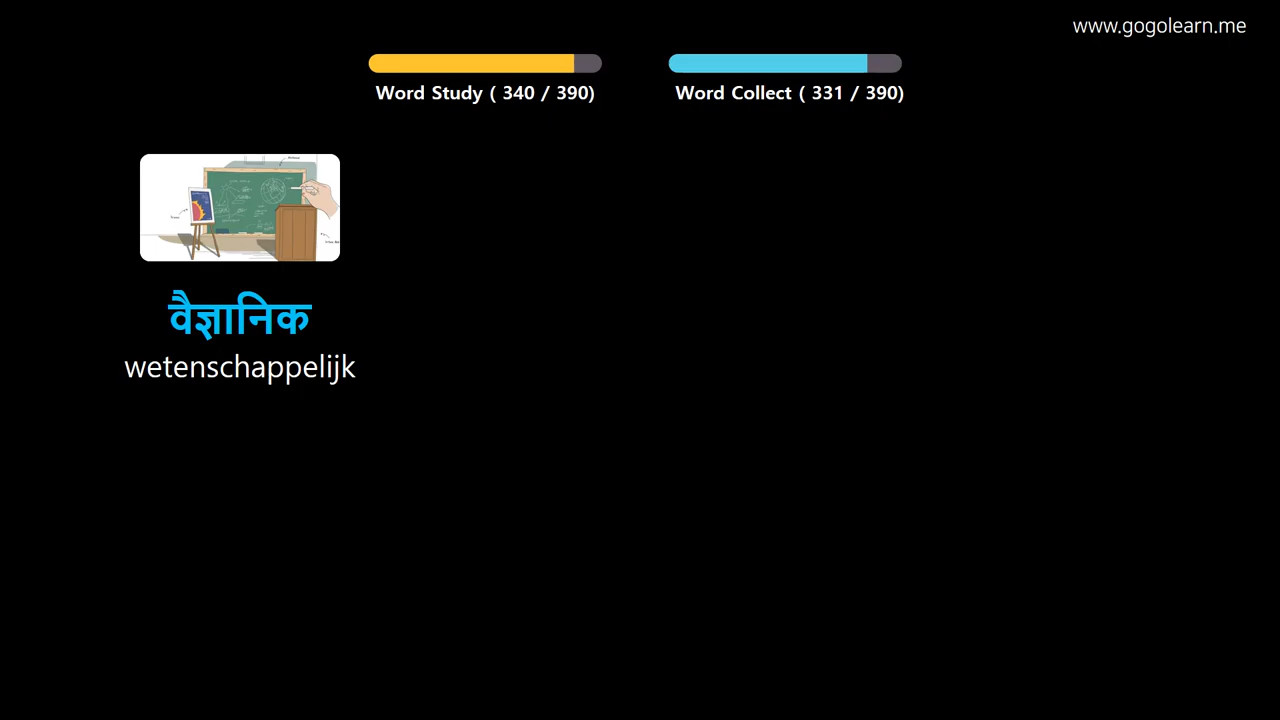 www.gogolearn.me
Word Study ( 340 / 390)
Word Collect ( 331 / 390)
वैज्ञानिक
wetenschappelijk